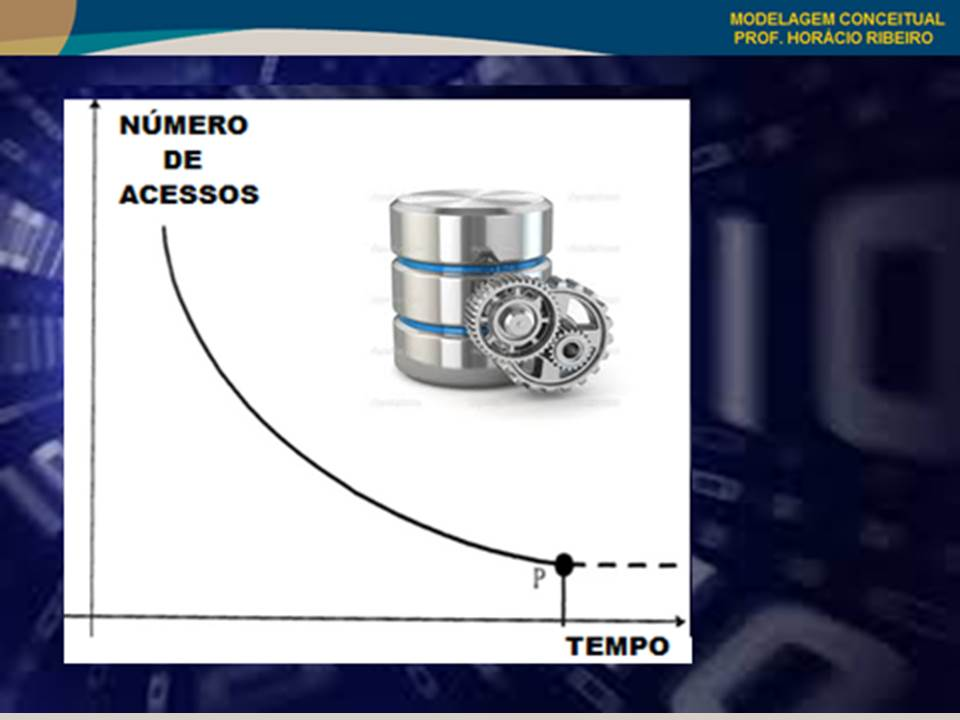 MODELAGEM CONCEITUAL
PROF. HORÁCIO RIBEIRO
NÚMERO
DE
ACESSOS
P
TEMPO